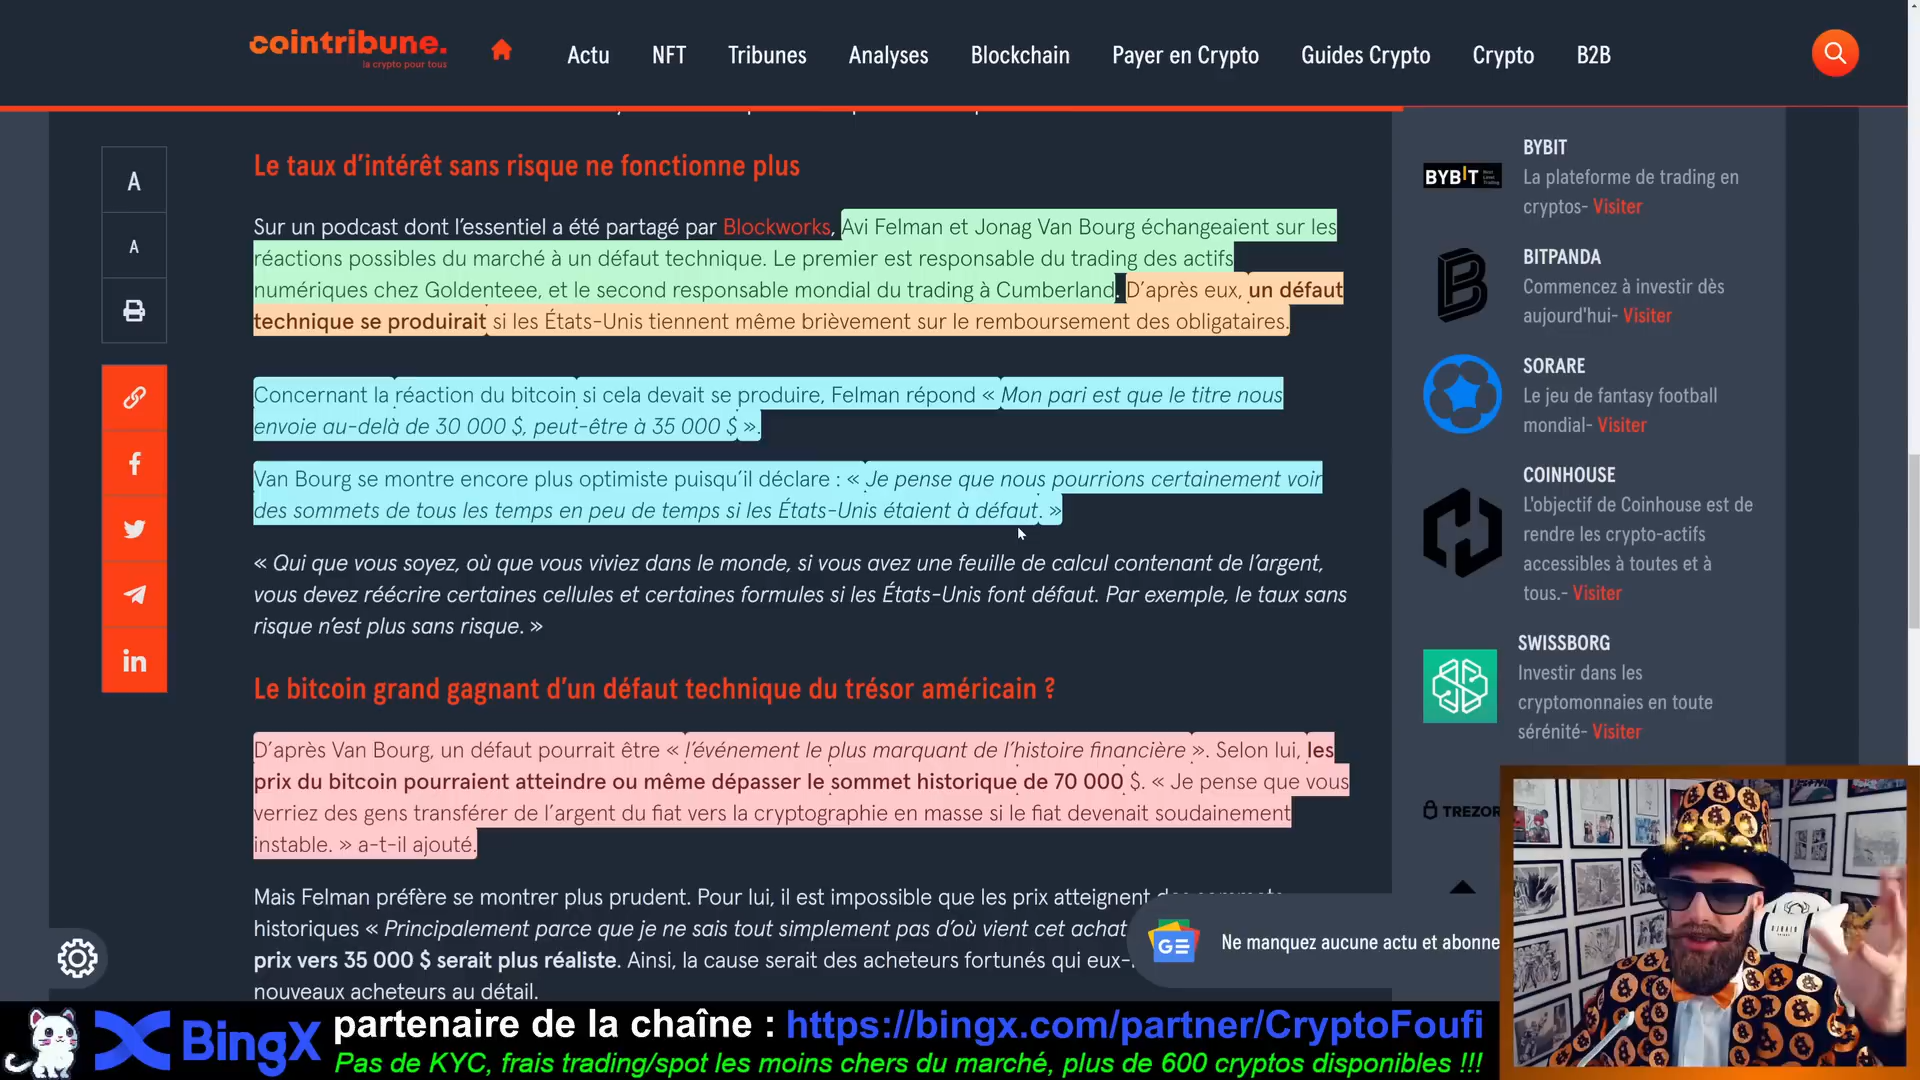 cointribune.
la crypto pour tous
Actu
NFT
Tribunes
Analyses
Blockchain
Payer en Crypto
Guides Crypto
Crypto
B2B
A
A
Le taux d'intérêt sans risque ne fonctionne plus
Sur un podcast dont l'essentiel a été partagé par Blockworks, Avi Felman et Jonag Van Bourg échangeaient sur les
réactions possibles du marché à un défaut technique. Le premier est responsable du trading des actifs
numériques chez Goldenteee, et le second responsable mondial du trading à Cumberland. D'après eux, un défaut
technique se produirait si les États-Unis tiennent même brièvement sur le remboursement des obligataires.
Concernant la réaction du bitcoin si cela devait se produire, Felman répond « Mon pari est que le titre nous
envoie au-delà de 30 000 $, peut-être à 35 000 $ ».
Van Bourg se montre encore plus optimiste puisqu'il déclare : « Je pense que nous pourrions certainement voir
des sommets de tous les temps en peu de temps si les États-Unis étaient à défaut. »
« Qui que vous soyez, où que vous viviez dans le monde, si vous avez une feuille de calcul contenant de l'argent,
vous devez réécrire certaines cellules et certaines formules si les États-Unis font défaut. Par exemple, le taux sans
risque n'est plus sans risque. »
Le bitcoin grand gagnant d'un défaut technique du trésor américain ?
D'après Van Bourg, un défaut pourrait être « l'événement le plus marquant de l'histoire financière ». Selon lui, les
prix du bitcoin pourraient atteindre ou même dépasser le sommet historique de 70 000 $. « Je pense que vous
verriez des gens transférer de l'argent du fiat vers la cryptographie en masse si le fiat devenait soudainement
instable. » a-t-il ajouté.
Mais Felman préfère se montrer plus prudent. Pour lui, il est impossible que les prix atteignent des sommets
historiques « Principalement parce que je ne sais tout simplement pas d'où vient cet achat
prix vers 35 000 $ serait plus réaliste. Ainsi, la cause serait des acheteurs fortunés qui eux-
nouveaux acheteurs au détail.
BYBIT
BYBIT
La plateforme de trading en
cryptos- Visiter
BITPANDA
Commencez à investir dès
aujourd'hui- Visiter
SORARE
Le jeu de fantasy football
mondial- Visiter
COINHOUSE
L'objectif de Coinhouse est de
rendre les crypto-actifs
accessibles à toutes et à
tous.- Visiter
SWISSBORG
Investir dans les
cryptomonnaies en toute
sérénité- Visiter
TREZOR
Ne manquez aucune actu et abonne
BingX
partenaire de la chaîne : https://bingx.com/partner/CryptoFoufi
Pas de KYC, frais trading/spot les moins chers du marché, plus de 600 cryptos disponibles !!!